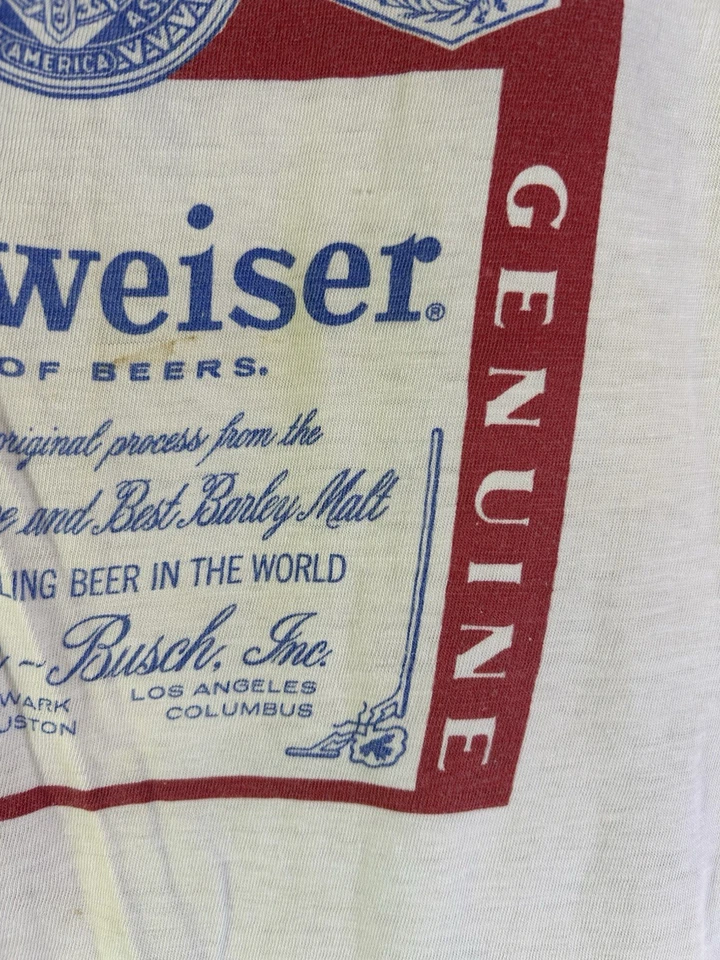 AMERICA
AS
weiser®
OF BEERS.
original process from the
and Best Barley Malt
LING BEER IN THE WORLD
~Busch, Inc.
WARK
LOS ANGELES
USTON
COLUMBUS
GENUINE